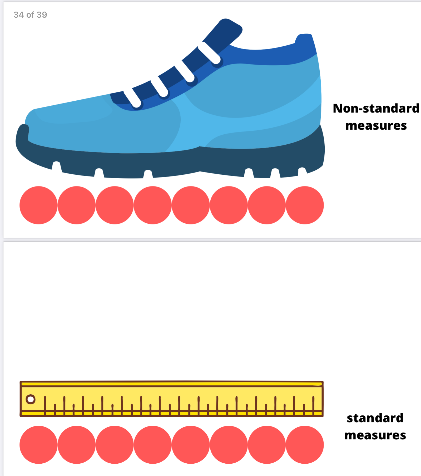 34 of 39
Non-standard
measures
standard
measures